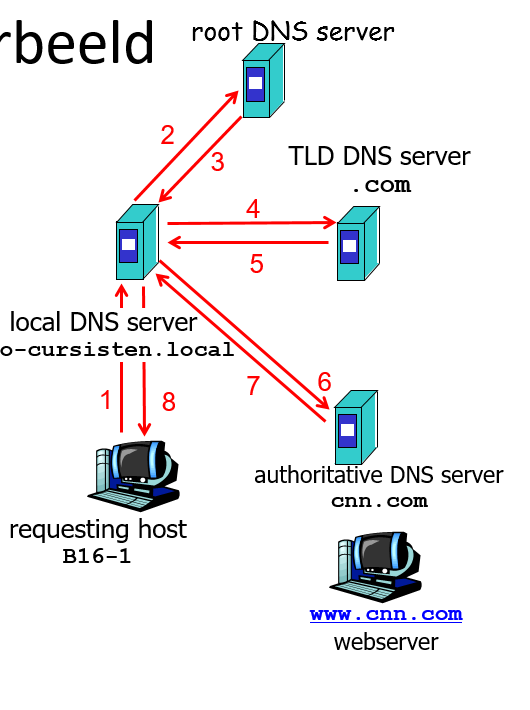 rbeeld
root DNS server
2
3
TLD DNS server
.com
4
5
local DNS server
o-cursisten.local
6
7
1
8
authoritative DNS server
cnn.com
requesting host
B16-1
www.cnn.com
webserver